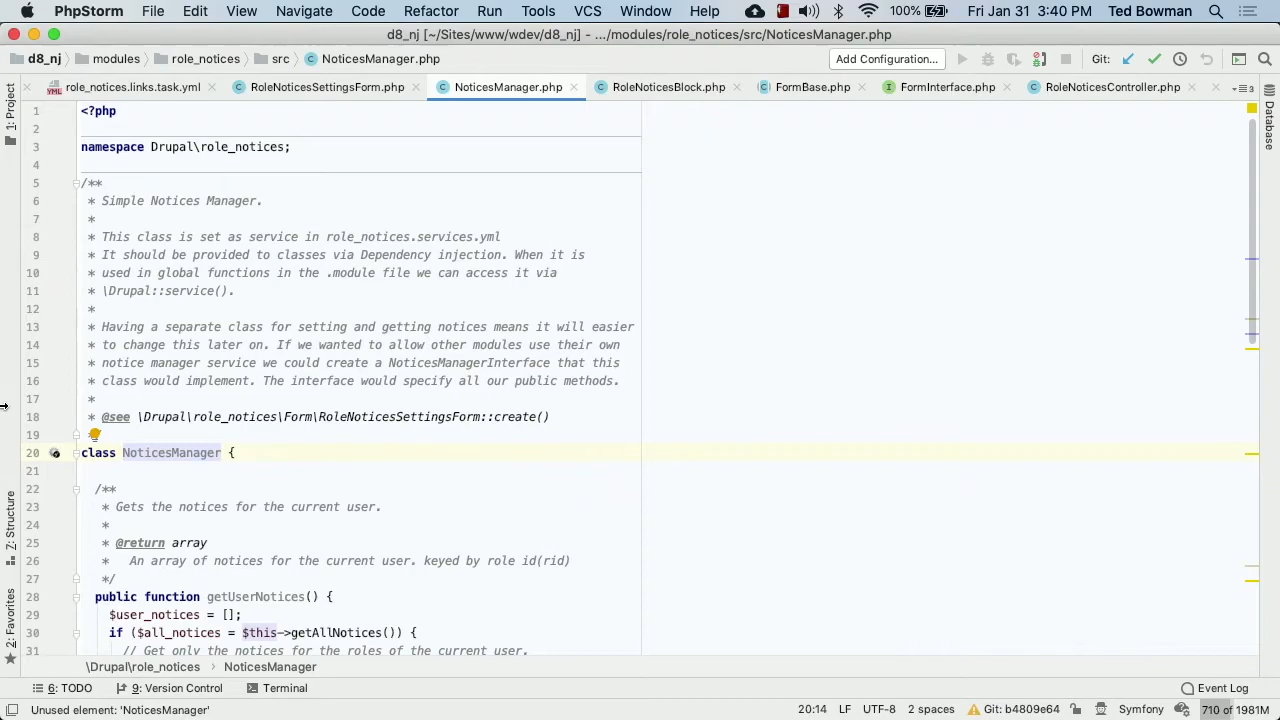 PhpStorm File Edit View Navigate Code Refactor Run Tools VCS Window Help 100% Fri Jan 31 3:40 PM Ted Bowman
d8_nj [~/Sites/www/wdev/d8_nj] - .../modules/role_notices/src/NoticesManager.php
d8_nj modules role_notices src NoticesManager.php Add Configuration... Git:
role_notices.links.task.yml RoleNoticesSettingsForm.php NoticesManager.php RoleNoticesBlock.php FormBase.php FormInterface.php RoleNoticesController.php 3
1: Project
Database
1 <?php
2
3 namespace Drupal\role_notices;
4
5 /**
6 * Simple Notices Manager.
7 *
8 * This class is set as service in role_notices.services.yml
9 * It should be provided to classes via Dependency injection. When it is
10 * used in global functions in the .module file we can access it via
11 * \Drupal::service().
12 *
13 * Having a separate class for setting and getting notices means it will easier
14 * to change this later on. If we wanted to allow other modules use their own
15 * notice manager service we could create a NoticesManagerInterface that this
16 * class would implement. The interface would specify all our public methods.
17 *
18 * @see \Drupal\role_notices\Form\RoleNoticesSettingsForm::create()
19
20 class NoticesManager {
21
22 /**
23 * Gets the notices for the current user.
24 *
25 * @return array
26 * An array of notices for the current user. keyed by role id(rid)
27 */
28 public function getUserNotices() {
29 $user_notices = [];
30 if ($all_notices = $this->getAllNotices()) {
31 // Get only the notices for the roles of the current user.
Z: Structure
2: Favorites
\Drupal\role_notices NoticesManager
6: TODO 9: Version Control Terminal Event Log
Unused element: 'NoticesManager' 20:14 LF UTF-8 2 spaces Git: b4809e64 Symfony 710 of 1981M